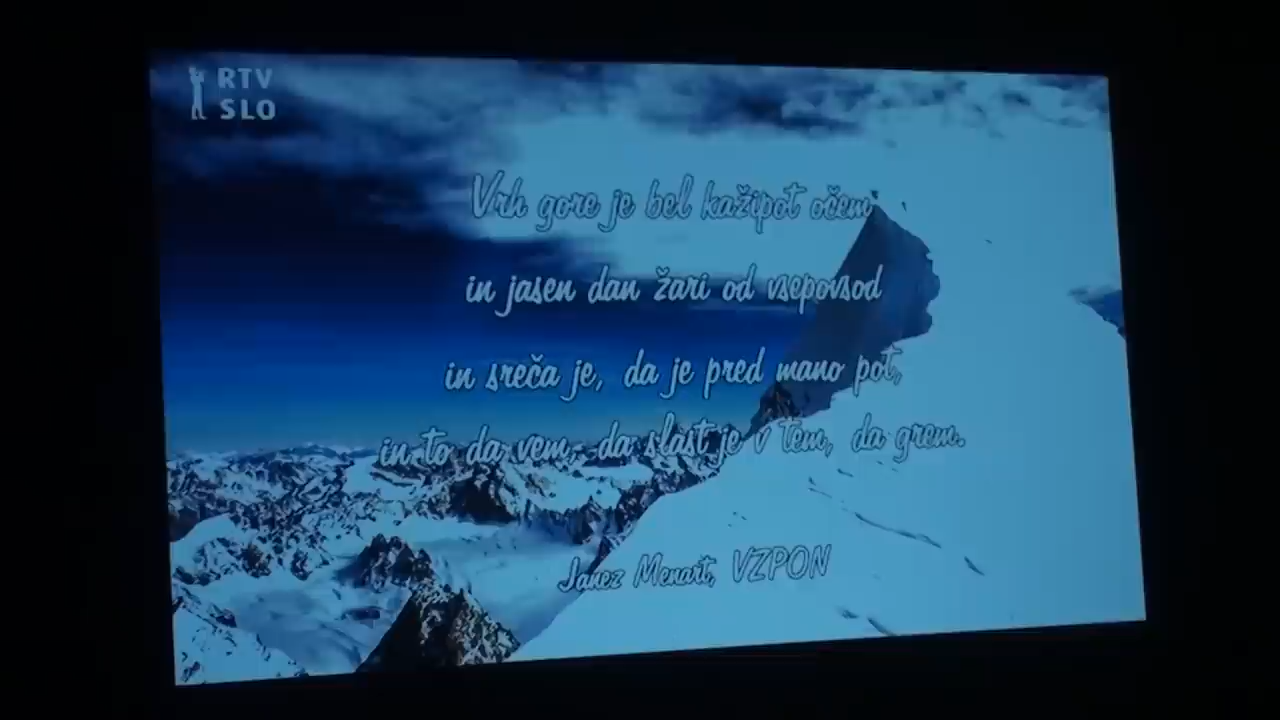 RTV
SLO
Vrh gore je bel kažipot očem
in jasen dan žari od vsepovsod
in sreča je, da je pred mano pot,
in to da vem, da slast je v tem, da grem.
Janez Menart, VZPON